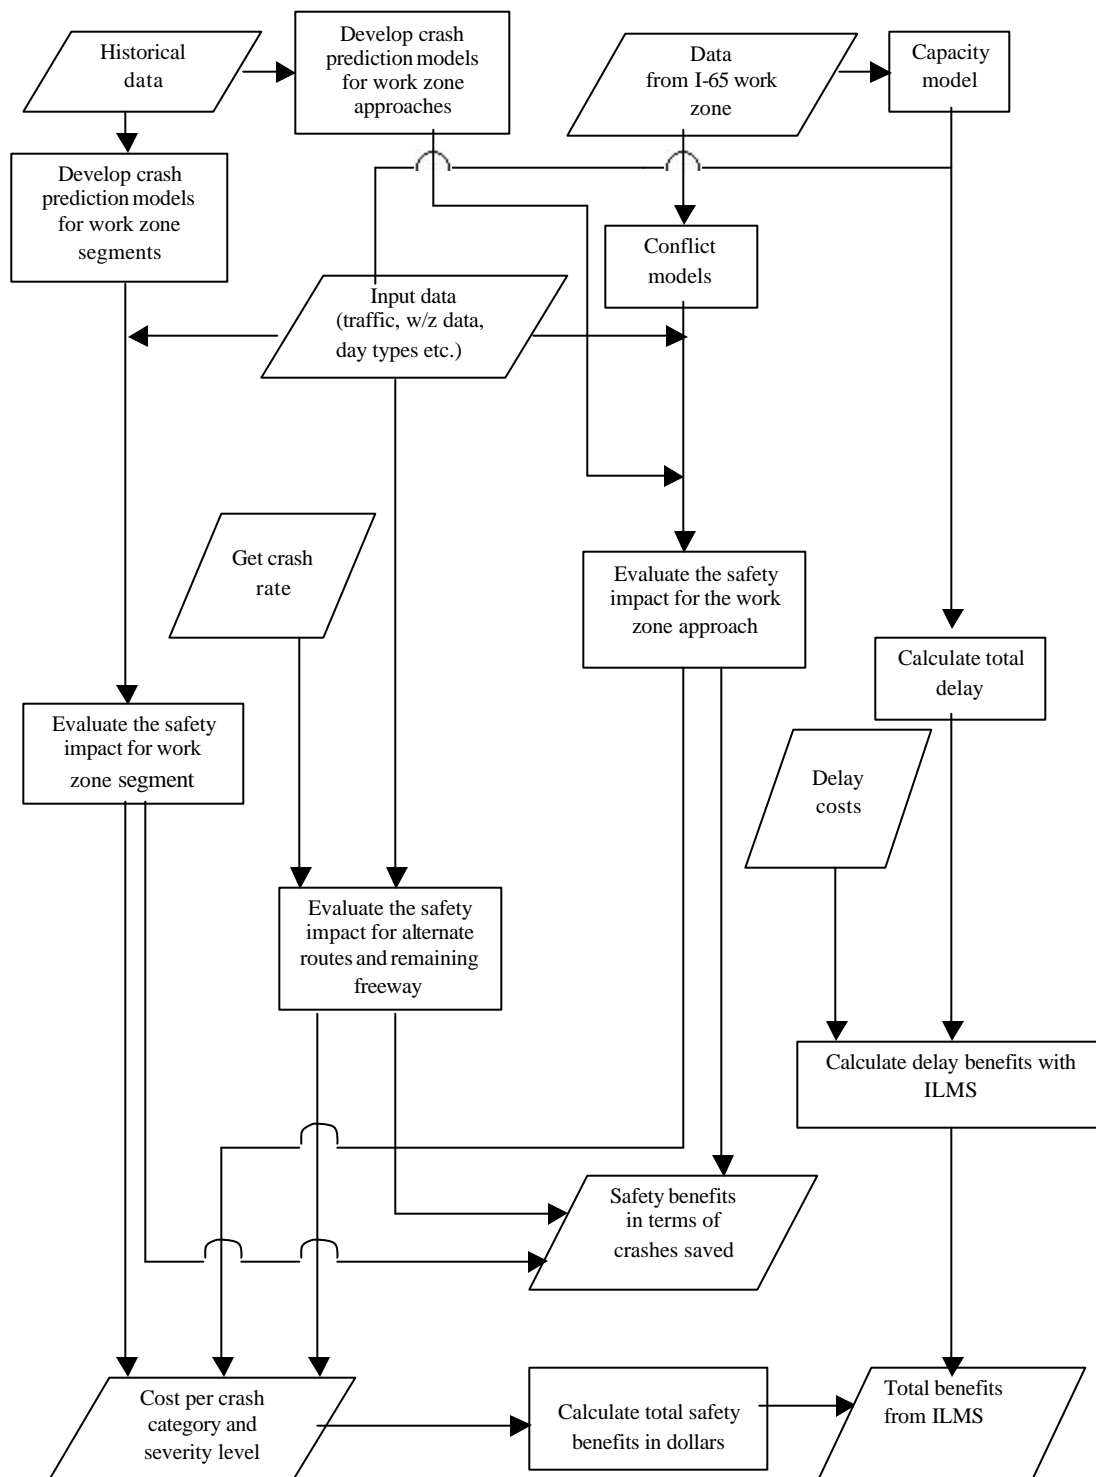 Historical
data
Develop crash
prediction models
for work zone
approaches
Data
from I-65 work
zone
Capacity
model
Develop crash
prediction models
for work zone
segments
Conflict
models
Input data
(traffic, w/z data,
day types etc.)
Get crash
rate
Evaluate the safety
impact for the work
zone approach
Calculate total
delay
Evaluate the safety
impact for work
zone segment
Delay
costs
Evaluate the safety
impact for alternate
routes and remaining
freeway
Calculate delay benefits with
ILMS
Safety benefits
in terms of
crashes saved
Cost per crash
category and
severity level
Calculate total safety
benefits in dollars
Total benefits
from ILMS